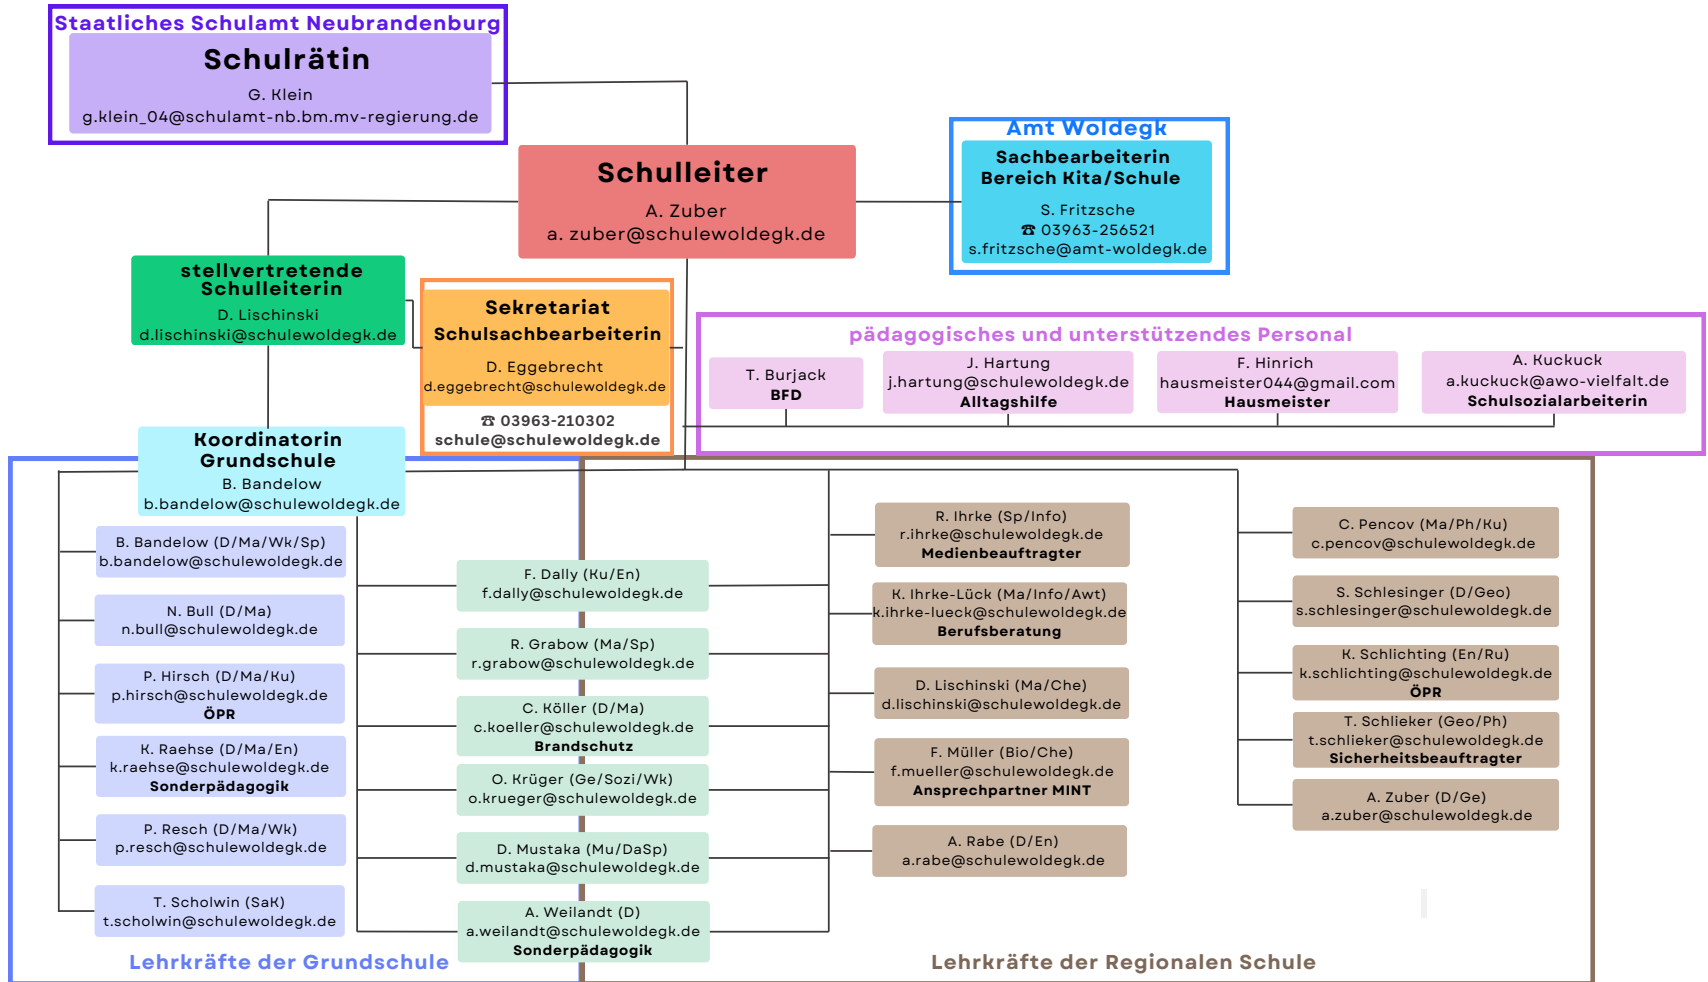 Staatliches Schulamt Neubrandenburg
Schulrätin
G. Klein
g.klein_04@schulamt-nb.bm.mv-regierung.de
Amt Woldegk
Sachbearbeiterin
Bereich Kita/Schule
S. Fritzsche
☎ 03963-256521
s.fritzsche@amt-woldegk.de
Schulleiter
A. Zuber
a. zuber@schulewoldegk.de
stellvertretende
Schulleiterin
D. Lischinski
d.lischinski@schulewoldegk.de
Sekretariat
Schulsachbearbeiterin
D. Eggebrecht
d.eggebrecht@schulewoldegk.de
☎ 03963-210302
schule@schulewoldegk.de
pädagogisches und unterstützendes Personal
T. Burjack
BFD
J. Hartung
j.hartung@schulewoldegk.de
Alltagshilfe
F. Hinrich
hausmeister044@gmail.com
Hausmeister
A. Kuckuck
a.kuckuck@awo-vielfalt.de
Schulsozialarbeiterin
Koordinatorin
Grundschule
B. Bandelow
b.bandelow@schulewoldegk.de
B. Bandelow (D/Ma/Wk/Sp)
b.bandelow@schulewoldegk.de
N. Bull (D/Ma)
n.bull@schulewoldegk.de
P. Hirsch (D/Ma/Ku)
p.hirsch@schulewoldegk.de
ÖPR
K. Raehse (D/Ma/En)
k.raehse@schulewoldegk.de
Sonderpädagogik
P. Resch (D/Ma/Wk)
p.resch@schulewoldegk.de
T. Scholwin (SaK)
t.scholwin@schulewoldegk.de
Lehrkräfte der Grundschule
F. Dally (Ku/En)
f.dally@schulewoldegk.de
R. Grabow (Ma/Sp)
r.grabow@schulewoldegk.de
C. Köller (D/Ma)
c.koeller@schulewoldegk.de
Brandschutz
O. Krüger (Ge/Sozi/Wk)
o.krueger@schulewoldegk.de
D. Mustaka (Mu/DaSp)
d.mustaka@schulewoldegk.de
A. Weilandt (D)
a.weilandt@schulewoldegk.de
Sonderpädagogik
R. Ihrke (Sp/Info)
r.ihrke@schulewoldegk.de
Medienbeauftragter
K. Ihrke-Lück (Ma/Info/Awt)
k.ihrke-lueck@schulewoldegk.de
Berufsberatung
D. Lischinski (Ma/Che)
d.lischinski@schulewoldegk.de
F. Müller (Bio/Che)
f.mueller@schulewoldegk.de
Ansprechpartner MINT
A. Rabe (D/En)
a.rabe@schulewoldegk.de
C. Pencov (Ma/Ph/Ku)
c.pencov@schulewoldegk.de
S. Schlesinger (D/Geo)
s.schlesinger@schulewoldegk.de
K. Schlichting (En/Ru)
k.schlichting@schulewoldegk.de
ÖPR
T. Schlieker (Geo/Ph)
t.schlieker@schulewoldegk.de
Sicherheitsbeauftragter
A. Zuber (D/Ge)
a.zuber@schulewoldegk.de
Lehrkräfte der Regionalen Schule